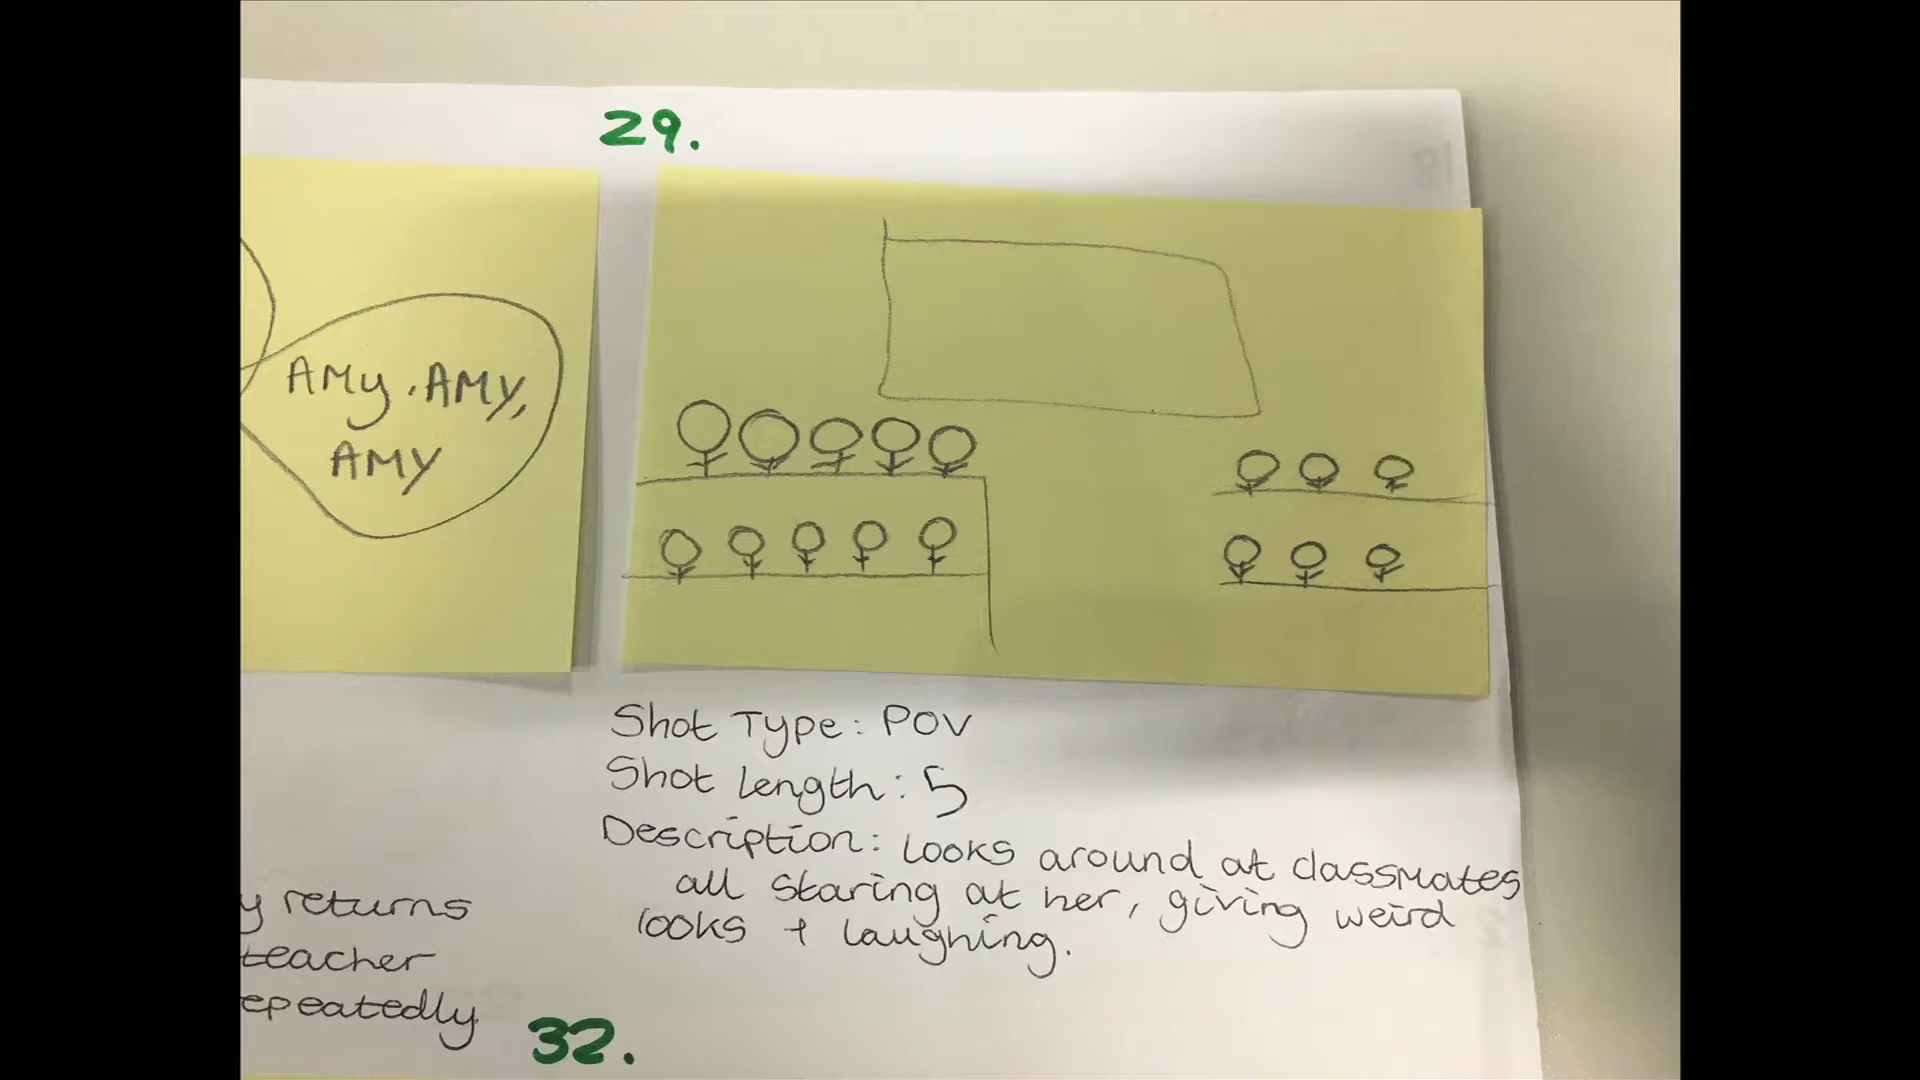 29.
AMY, AMY,
AMY
Shot Type: POV
Shot length: 5
Description: Looks around at classmates
all staring at her, giving weird
looks + laughing.
y returns
teacher
epeatedly
32.